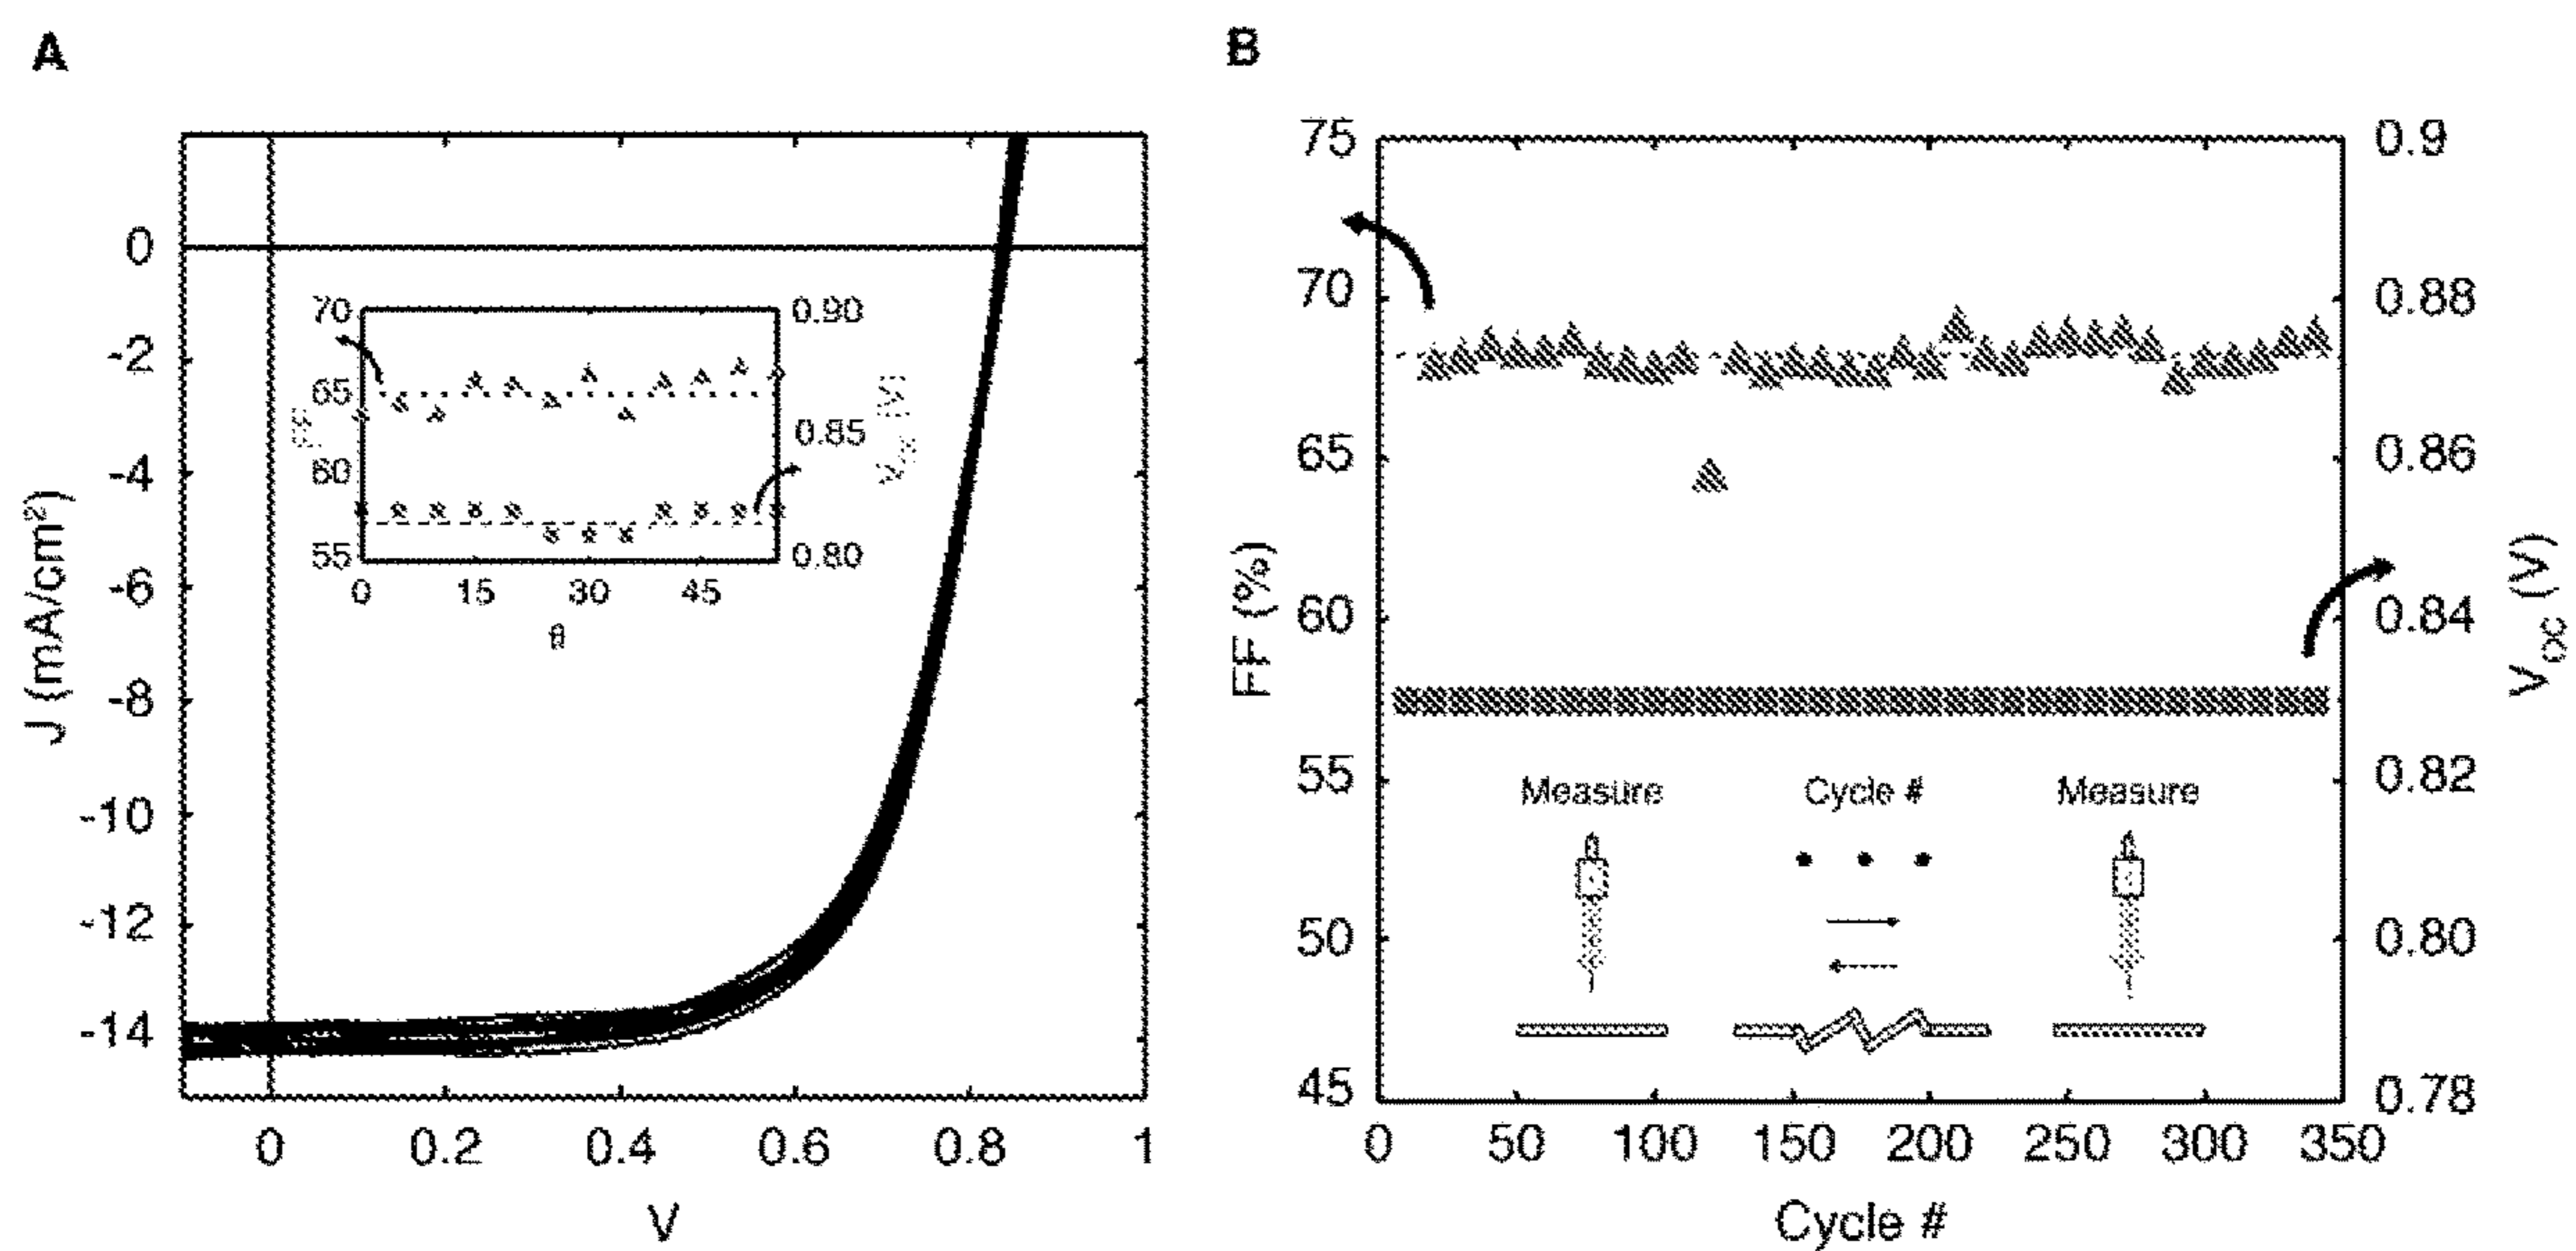 A
J (mA/cm²)
0
-2
-4
-6
-8
-10
-12
-14
0 0.2 0.4 0.6 0.8 1
V
FF
70
65
60
55
0.90
0.85
0.80
V_oc (V)
0 15 30 45
θ
B
FF (%)
75
70
65
60
55
50
45
0.9
0.88
0.86
0.84
0.82
0.80
0.78
V_OC (V)
Measure Cycle # Measure
0 50 100 150 200 250 300 350
Cycle #